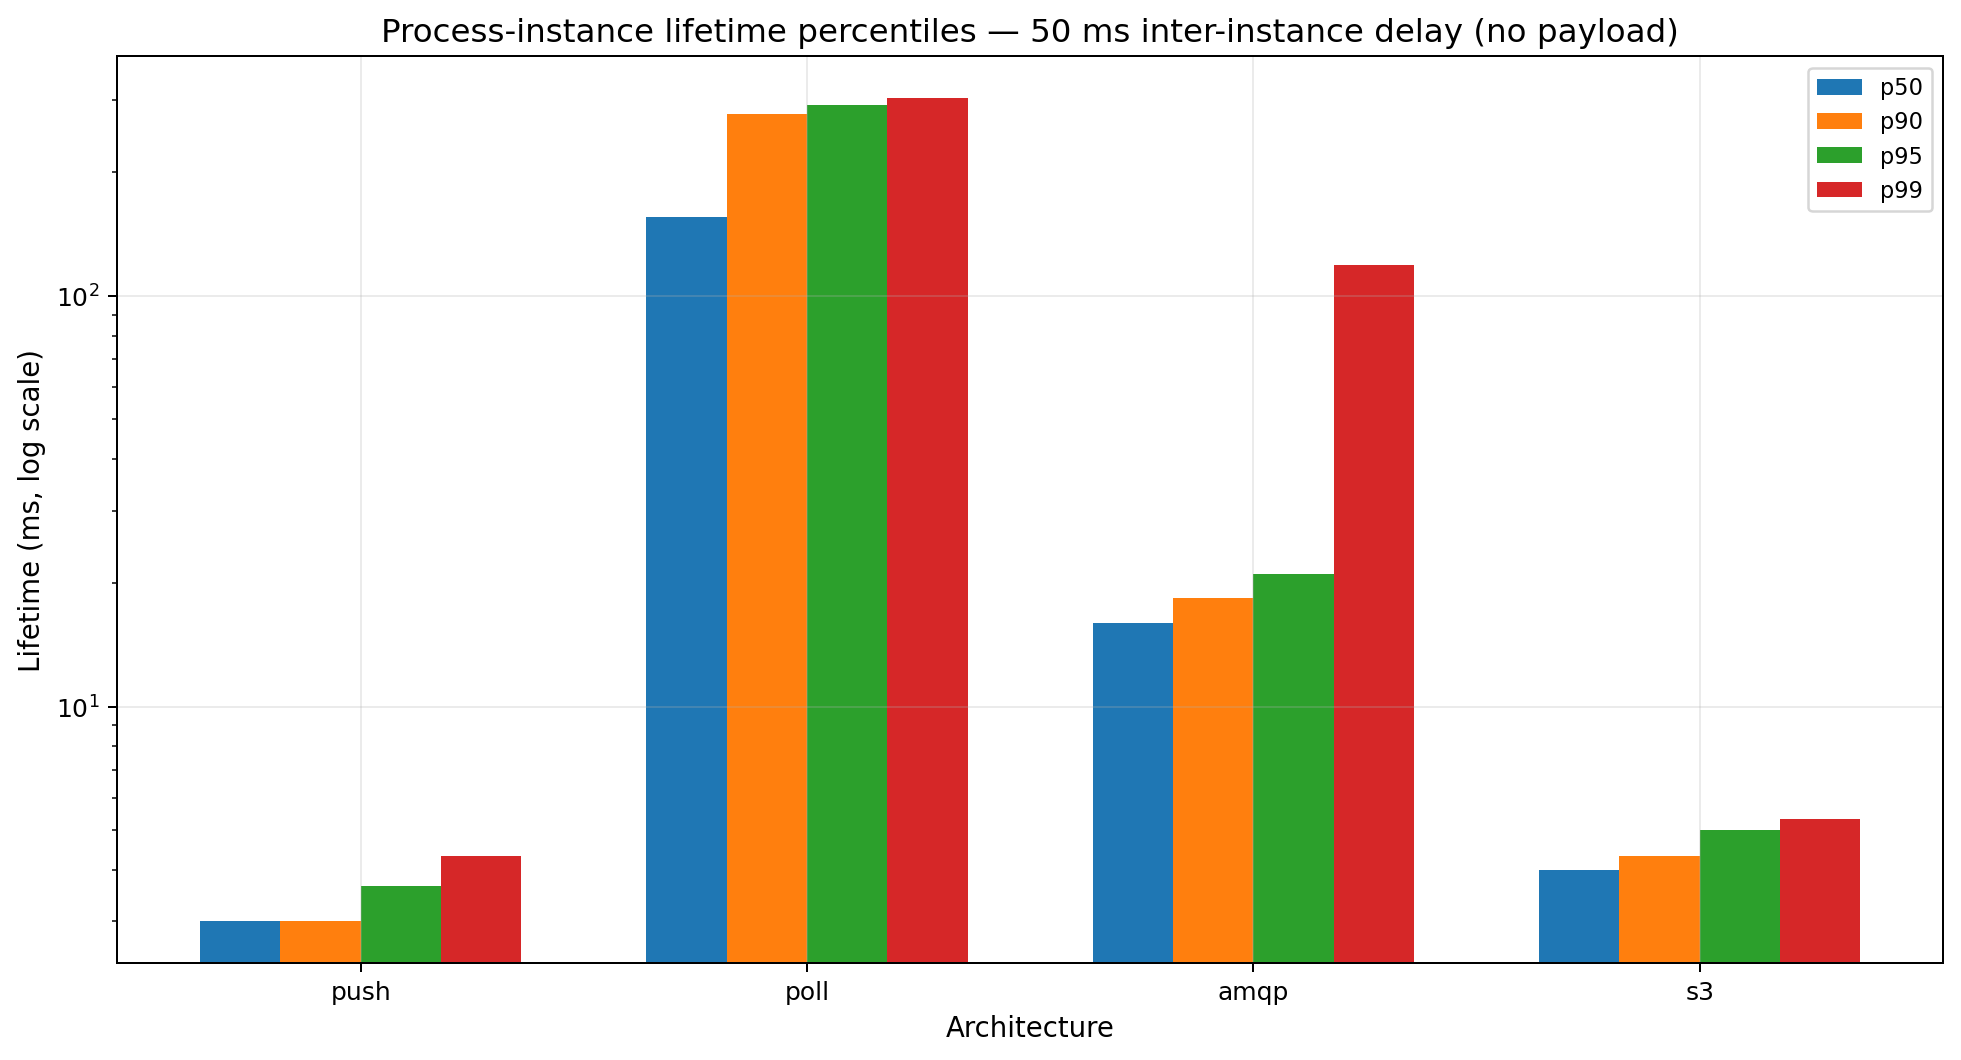 Process-instance lifetime percentiles — 50 ms inter-instance delay (no payload)
p50
p90
p95
p99
Lifetime (ms, log scale)
10²
10¹
push
poll
amqp
s3
Architecture